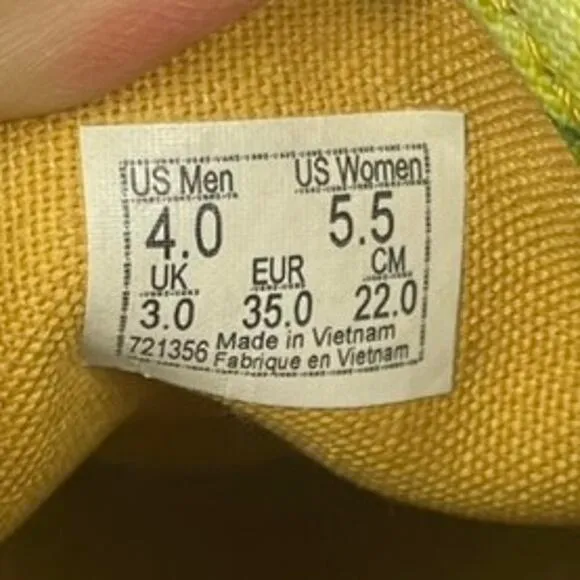 US Men US Women
4.0 5.5
UK EUR CM
3.0 35.0 22.0
721356 Made in Vietnam
Fabrique en Vietnam